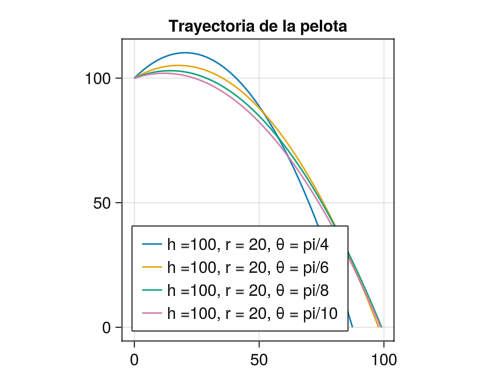 Trayectoria de la pelota
100
50
0
h =100, r = 20, θ = pi/4
h =100, r = 20, θ = pi/6
h =100, r = 20, θ = pi/8
h =100, r = 20, θ = pi/10
0 50 100